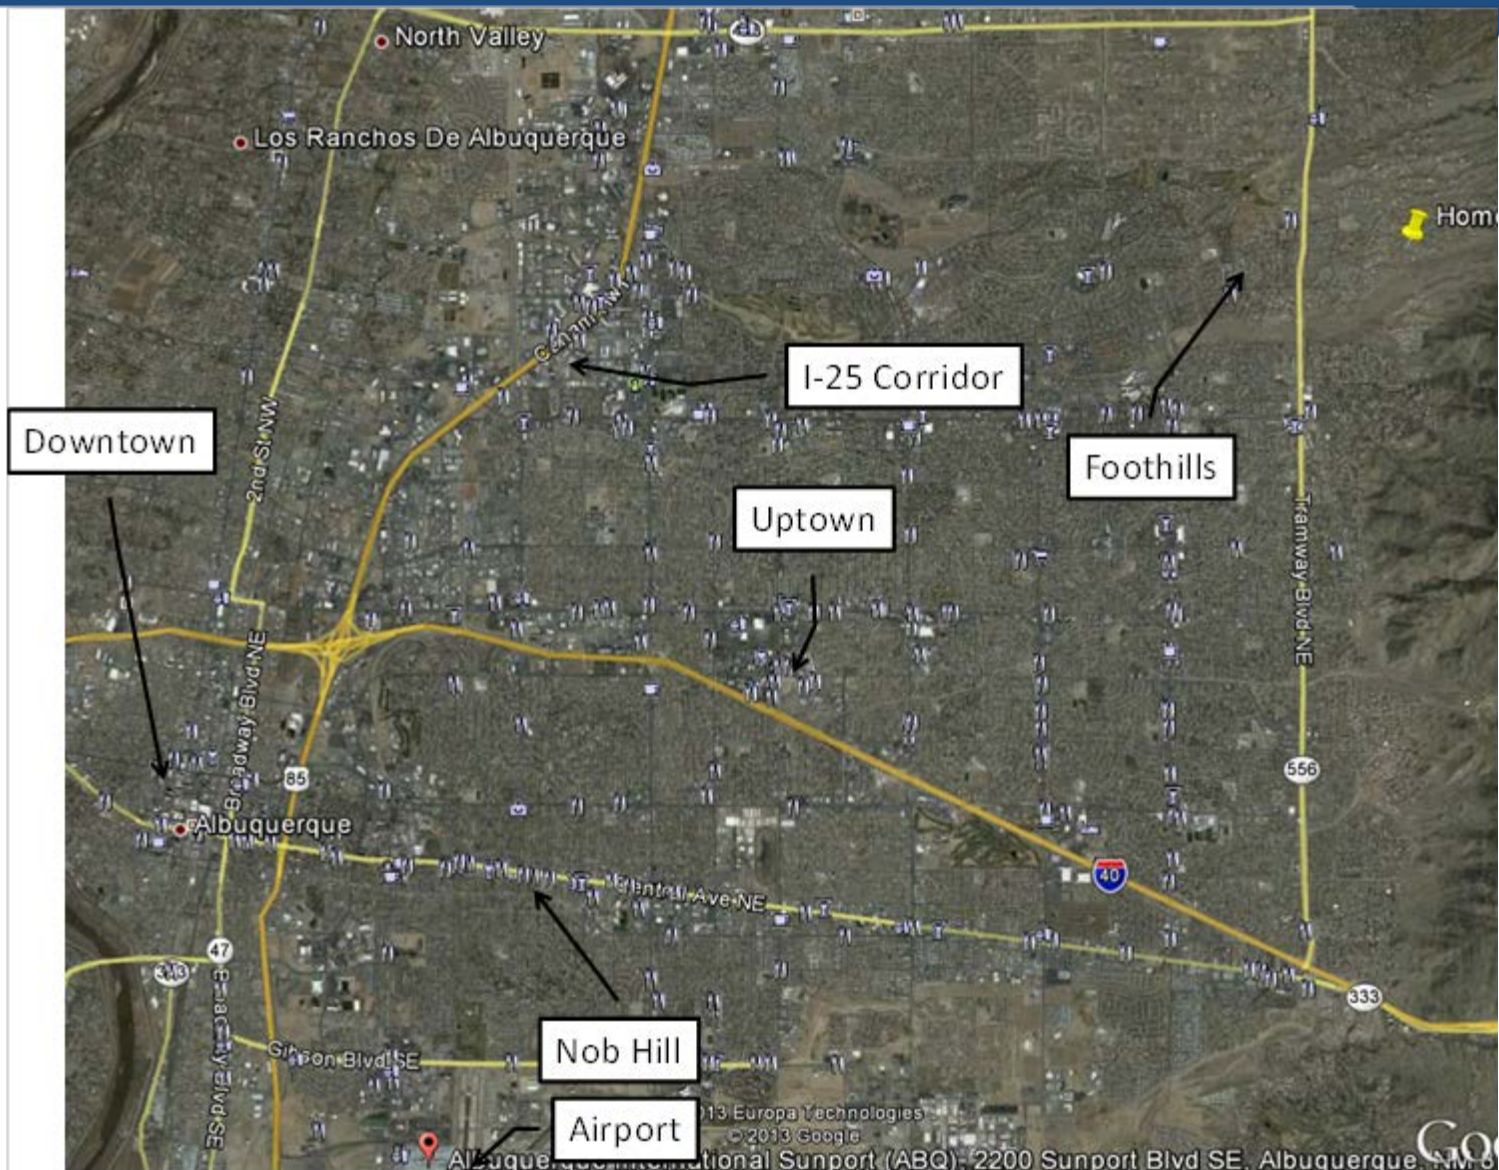 North Valley
Los Ranchos De Albuquerque
Hom
I-25 Corridor
Downtown
2nd St NW
Foothills
Uptown
Tramway Blvd NE
Broadway Blvd NE
85
556
Albuquerque
40
Central Ave NE
47
333
Nob Hill
Gibson Blvd SE
Airport
13 Europa Technologies
© 2013 Google
Goo
Albuquerque International Sunport (ABQ), 2200 Sunport Blvd SE, Albuquerque